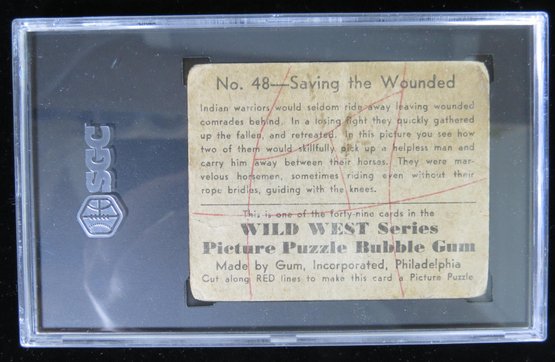 SGC
No. 48—Saving the Wounded
Indian warriors would seldom ride away leaving wounded
comrades behind. In a losing fight they quickly gathered
up the fallen, and retreated. In this picture you see how
two of them would skillfully pick up a helpless man and
carry him away between their horses. They were mar-
velous horsemen, sometimes riding even without their
rope bridles, guiding with the knees.
This is one of the forty-nine cards in the
WILD WEST Series
Picture Puzzle Bubble Gum
Made by Gum, Incorporated, Philadelphia
Cut along RED lines to make this card a Picture Puzzle